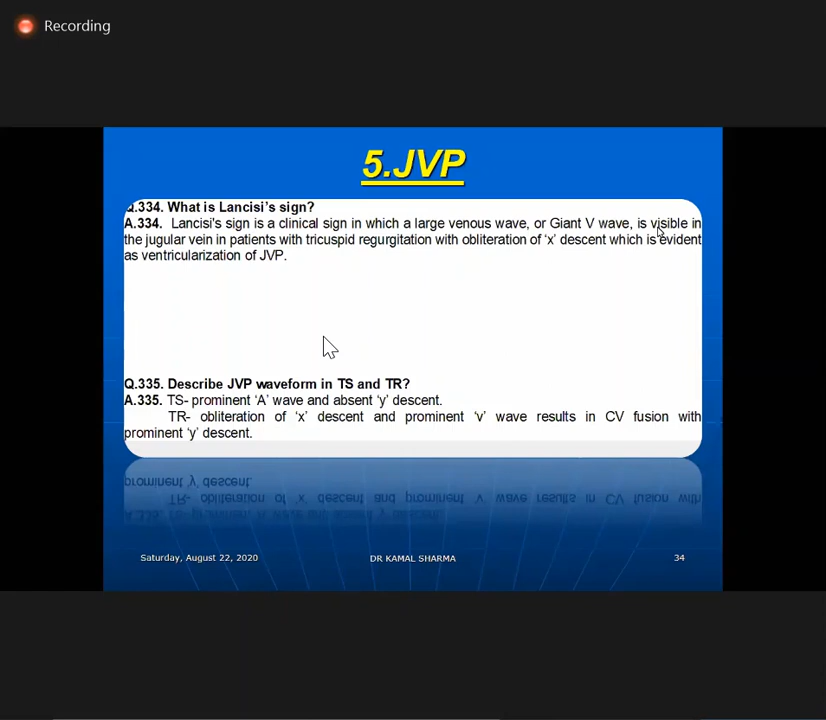 Recording
5.JVP
Q.334. What is Lancisi's sign?
A.334. Lancisi's sign is a clinical sign in which a large venous wave, or Giant V wave, is visible in
the jugular vein in patients with tricuspid regurgitation with obliteration of 'x' descent which is evident
as ventricularization of JVP.
Q.335. Describe JVP waveform in TS and TR?
A.335. TS- prominent 'A' wave and absent 'y' descent.
TR- obliteration of 'x' descent and prominent 'v' wave results in CV fusion with
prominent 'y' descent.
Saturday, August 22, 2020
DR KAMAL SHARMA
34